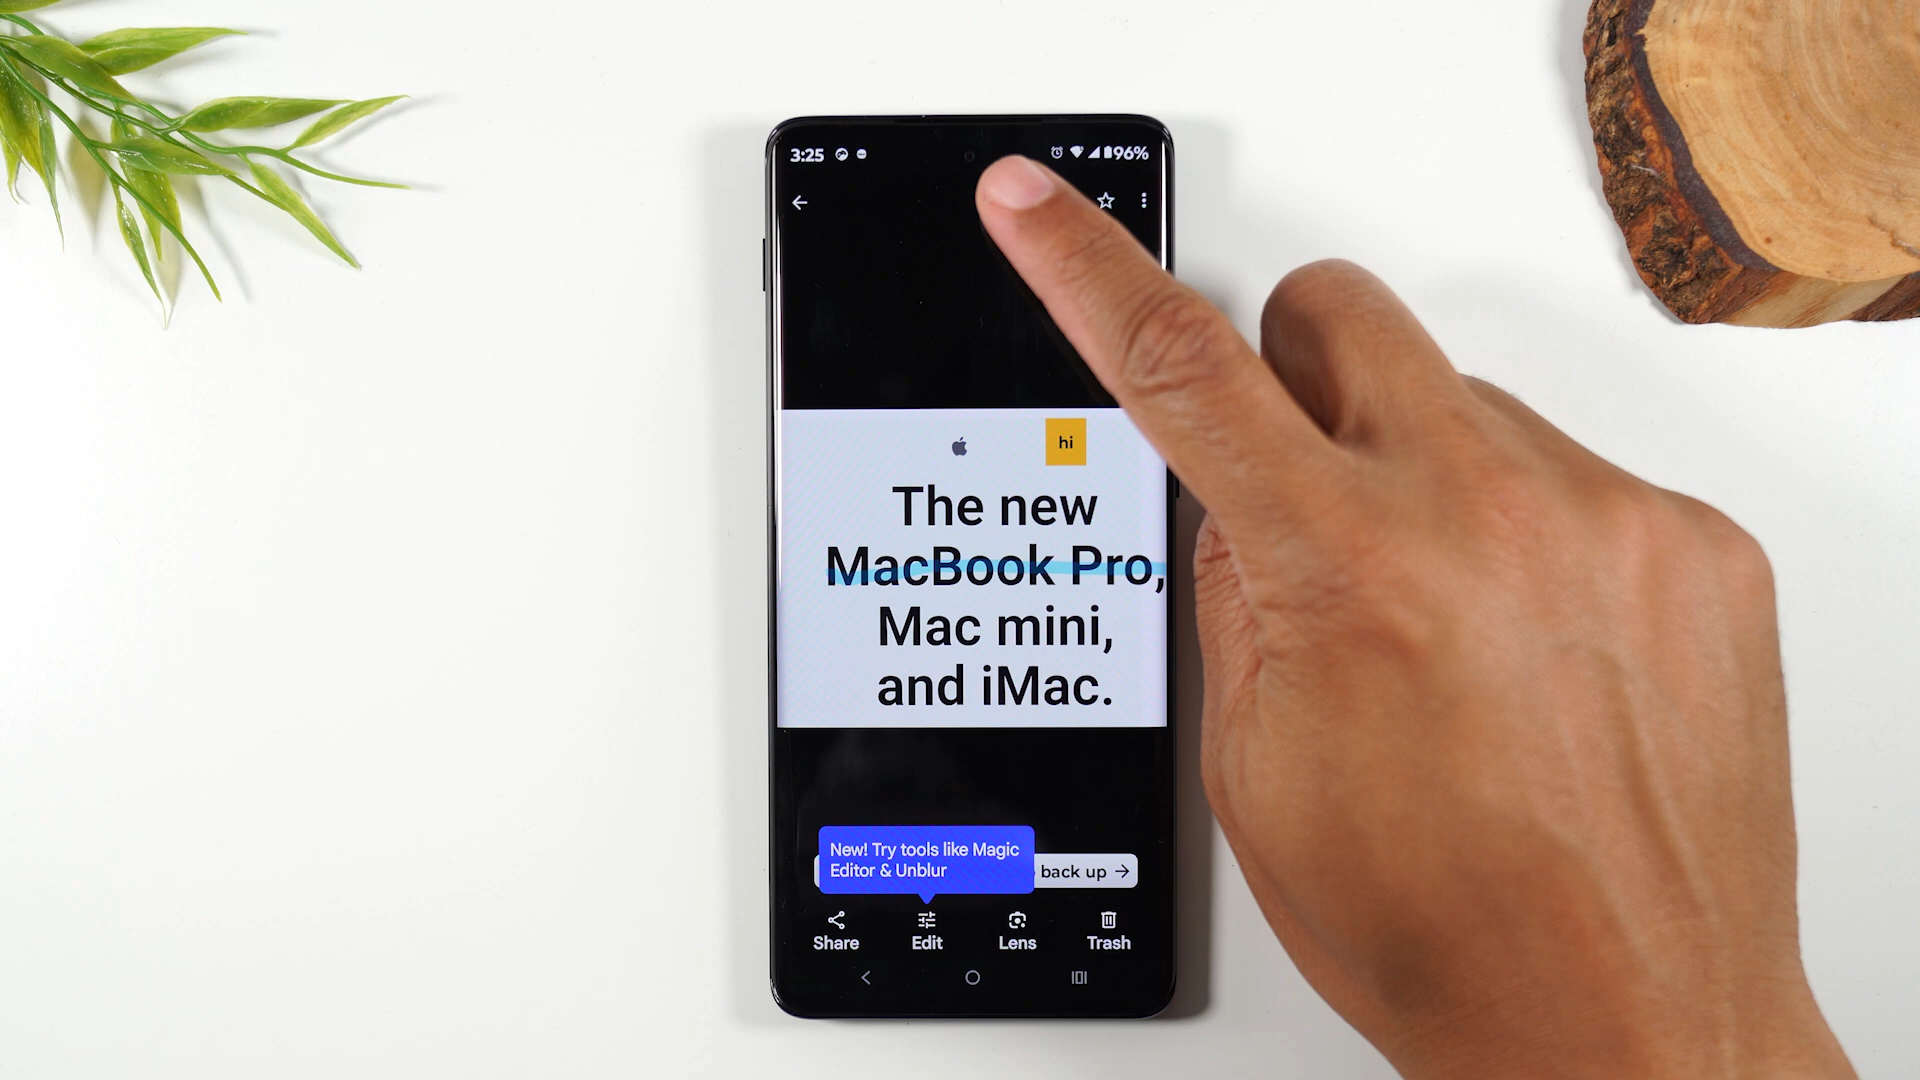 3:25
96%
hi
The new
MacBook Pro,
Mac mini,
and iMac.
New! Try tools like Magic
Editor & Unblur
back up
Share
Edit
Lens
Trash